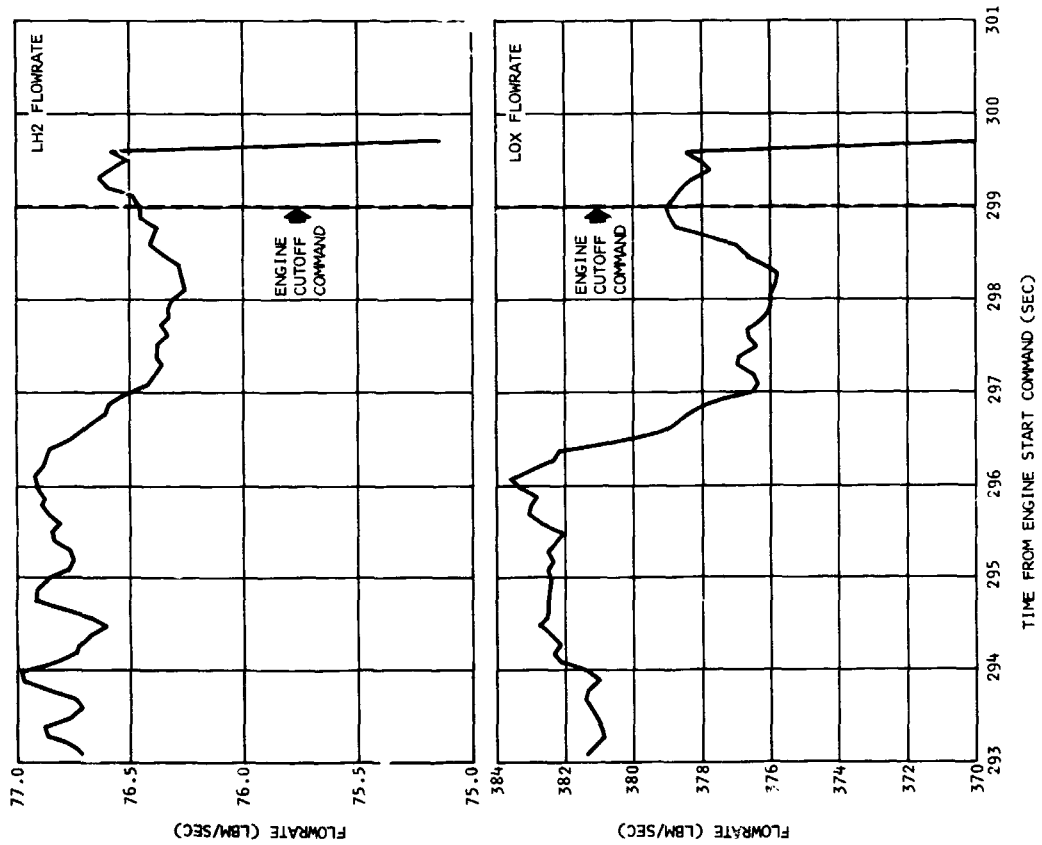 LH2 FLOWRATE
77.0
76.5
76.0
75.5
75.0
FLOWRATE (LBM/SEC)
ENGINE
CUTOFF
COMMAND
LOX FLOWRATE
384
382
380
378
376
374
372
370
FLOWRATE (LBM/SEC)
ENGINE
CUTOFF
COMMAND
293
294
295
296
297
298
299
300
301
TIME FROM ENGINE START COMMAND (SEC)